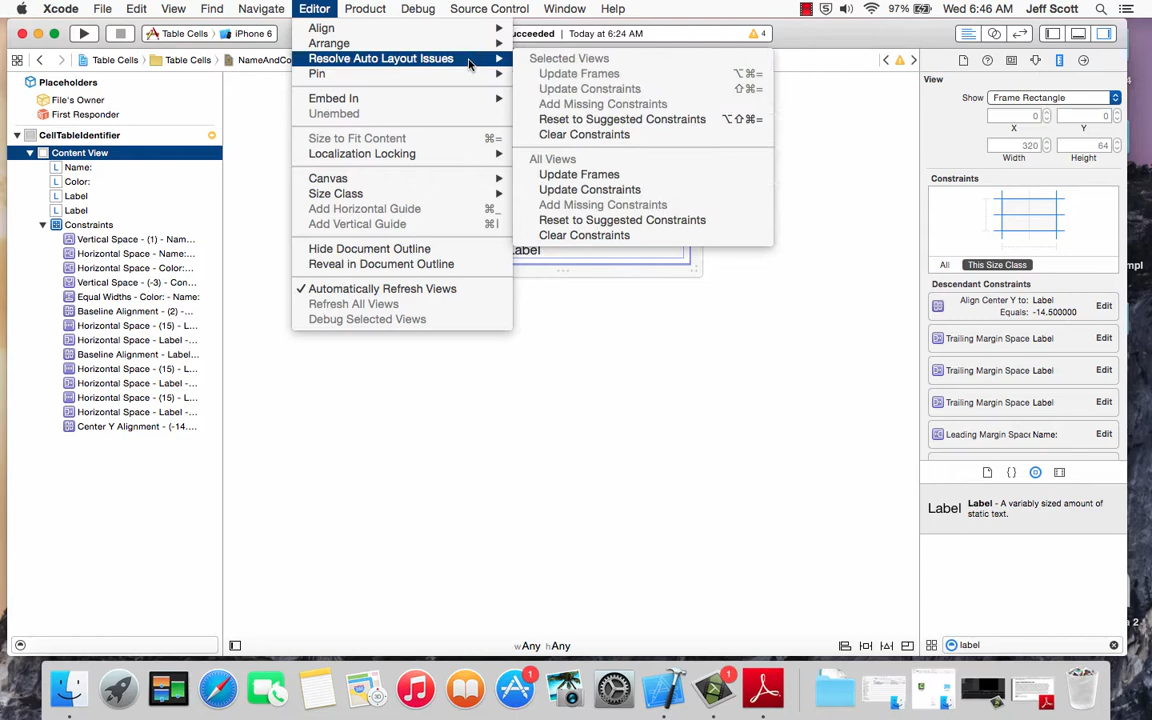 Xcode File Edit View Find Navigate Editor Product Debug Source Control Window Help 97% Wed 6:46 AM Jeff Scott
Table Cells iPhone 6
ucceeded Today at 6:24 AM 4
Table Cells Table Cells NameAndCo
Placeholders
File's Owner
First Responder
CellTableIdentifier
Content View
Name:
Color:
Label
Label
Constraints
Vertical Space - (1) - Nam...
Horizontal Space - Name:...
Horizontal Space - Color:...
Vertical Space - (-3) - Con...
Equal Widths - Color: - Name:
Baseline Alignment - (2) -...
Horizontal Space - (15) - L...
Horizontal Space - Label -...
Baseline Alignment - Label...
Horizontal Space - (15) - L...
Horizontal Space - Label -...
Horizontal Space - (15) - L...
Horizontal Space - Label -...
Center Y Alignment - (-14....
Align
Arrange
Resolve Auto Layout Issues
Pin
Embed In
Unembed
Size to Fit Content ⌘=
Localization Locking
Canvas
Size Class
Add Horizontal Guide ⌘_
Add Vertical Guide ⌘|
Hide Document Outline
Reveal in Document Outline
✓ Automatically Refresh Views
Refresh All Views
Debug Selected Views
Selected Views
Update Frames ⌥⌘=
Update Constraints ⇧⌘=
Add Missing Constraints
Reset to Suggested Constraints ⌥⇧⌘=
Clear Constraints
All Views
Update Frames
Update Constraints
Add Missing Constraints
Reset to Suggested Constraints
Clear Constraints
abel
View
Show Frame Rectangle
0 0
X Y
320 64
Width Height
Constraints
All This Size Class
Descendant Constraints
Align Center Y to: Label
Equals: -14.500000
Edit
Trailing Margin Space Label Edit
Trailing Margin Space Label Edit
Trailing Margin Space Label Edit
Leading Margin Space Name: Edit
Label Label - A variably sized amount of
static text.
wAny hAny
label
1 1